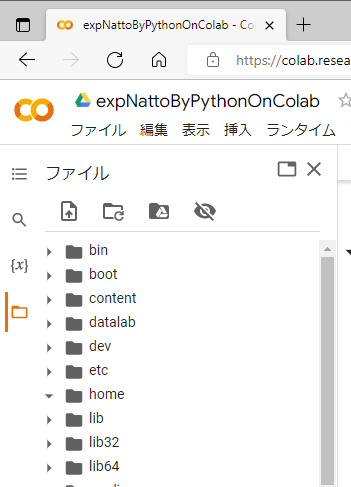 expNattoByPythonOnColab - Co
https://colab.resea
expNattoByPythonOnColab
ファイル 編集 表示 挿入 ランタイム
ファイル
{x}
bin
boot
content
datalab
dev
etc
home
lib
lib32
lib64